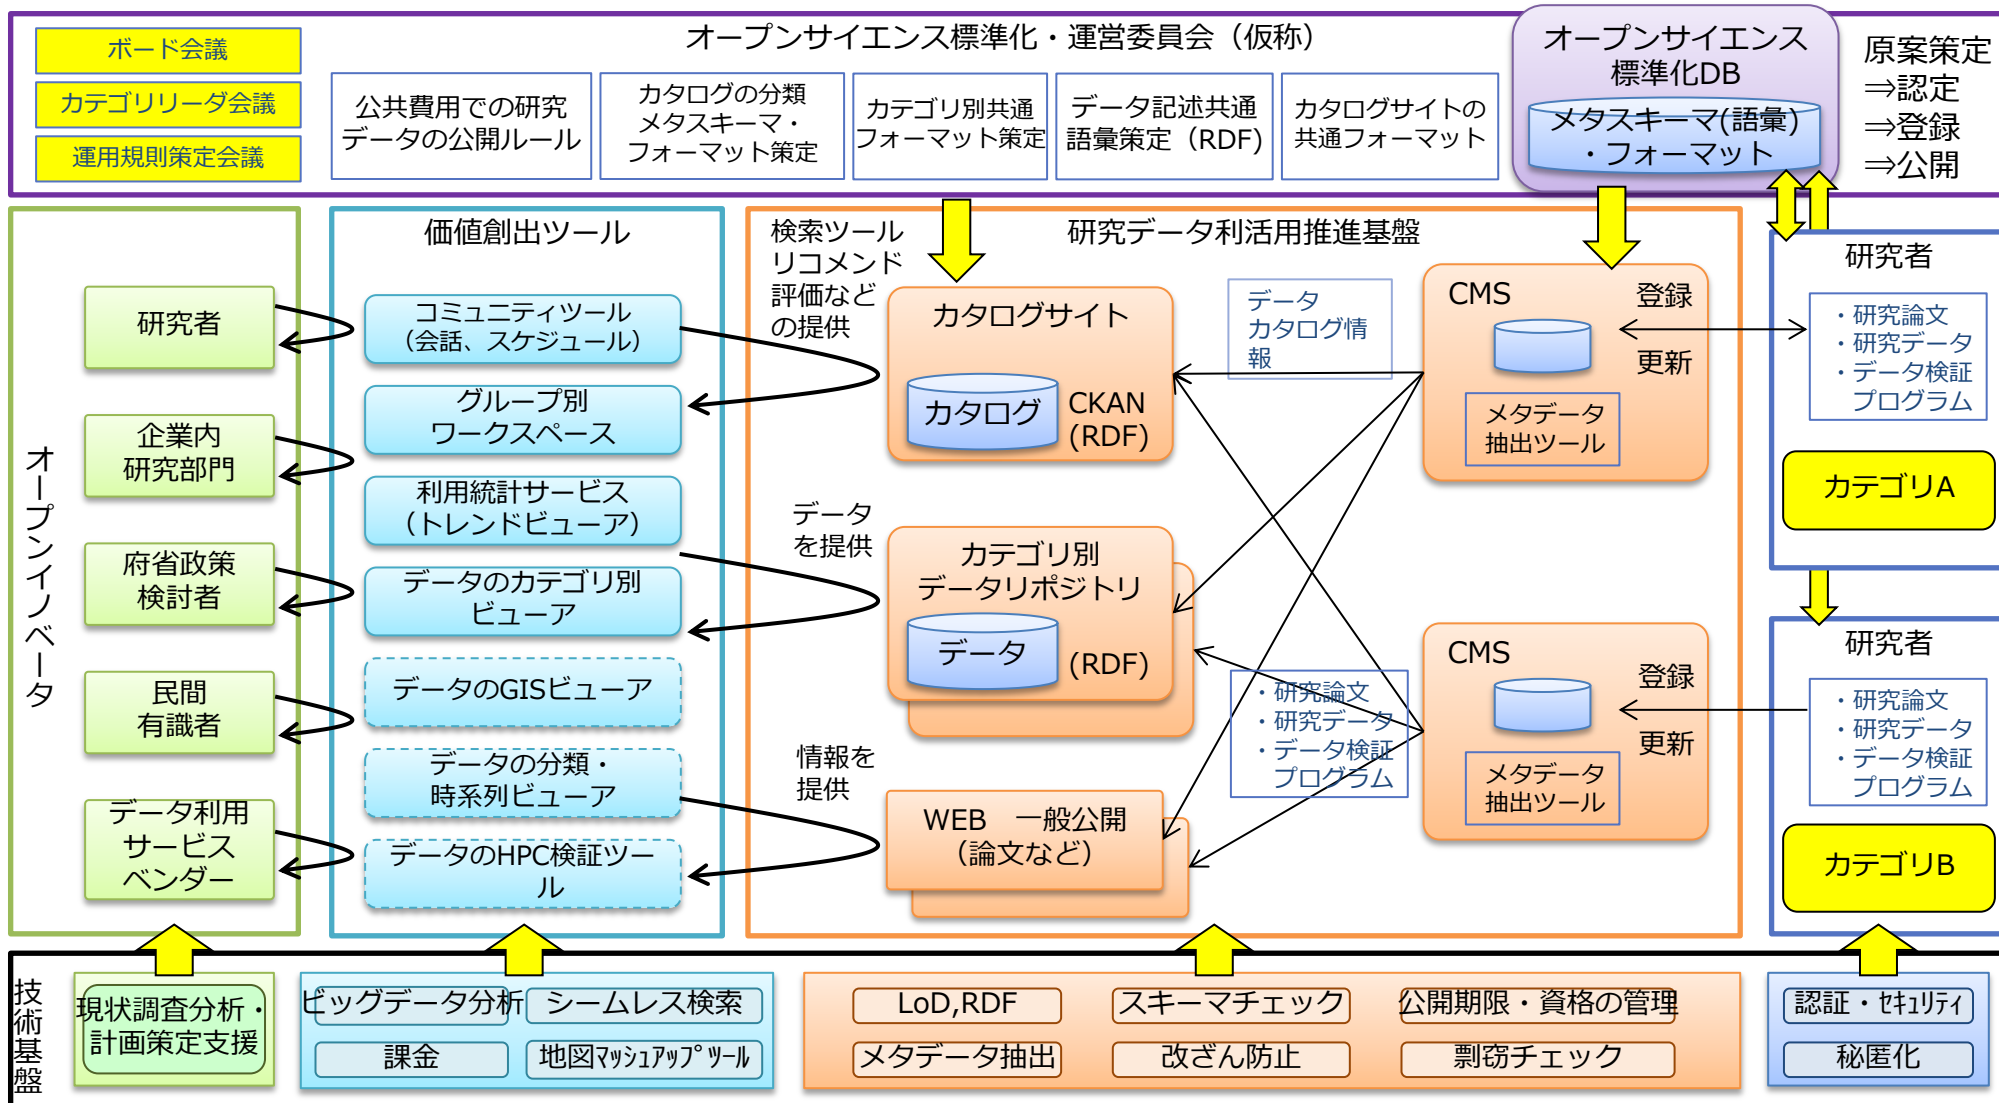 ボード会議
カテゴリリーダ会議
運用規則策定会議
オープンサイエンス標準化・運営委員会（仮称）
公共費用での研究
データの公開ルール
カタログの分類
メタスキーマ・
フォーマット策定
カテゴリ別共通
フォーマット策定
データ記述共通
語彙策定（RDF)
カタログサイトの
共通フォーマット
オープンサイエンス
標準化DB
メタスキーマ(語彙)
・フォーマット
原案策定
⇒認定
⇒登録
⇒公開
オープンイノベータ
研究者
企業内
研究部門
府省政策
検討者
民間
有識者
データ利用
サービス
ベンダー
価値創出ツール
コミュニティツール
（会話、スケジュール）
グループ別
ワークスペース
利用統計サービス
（トレンドビューア）
データのカテゴリ別
ビューア
データのGISビューア
データの分類・
時系列ビューア
データのHPC検証ツー
ル
研究データ利活用推進基盤
検索ツール
リコメンド
評価など
の提供
データ
を提供
情報を
提供
カタログサイト
カタログ
CKAN
(RDF)
カテゴリ別
データリポジトリ
データ
(RDF)
WEB　一般公開
（論文など）
データ
カタログ情
報
・研究論文
・研究データ
・データ検証
プログラム
CMS
登録
更新
メタデータ
抽出ツール
CMS
登録
更新
メタデータ
抽出ツール
研究者
・研究論文
・研究データ
・データ検証
プログラム
カテゴリA
研究者
・研究論文
・研究データ
・データ検証
プログラム
カテゴリB
技術基盤
現状調査分析・
計画策定支援
ビッグデータ分析
シームレス検索
課金
地図ﾏｯｼｭｱｯﾌﾟﾂｰﾙ
LoD,RDF
スキーマチェック
公開期限・資格の管理
メタデータ抽出
改ざん防止
剽窃チェック
認証・ｾｷｭﾘﾃｨ
秘匿化